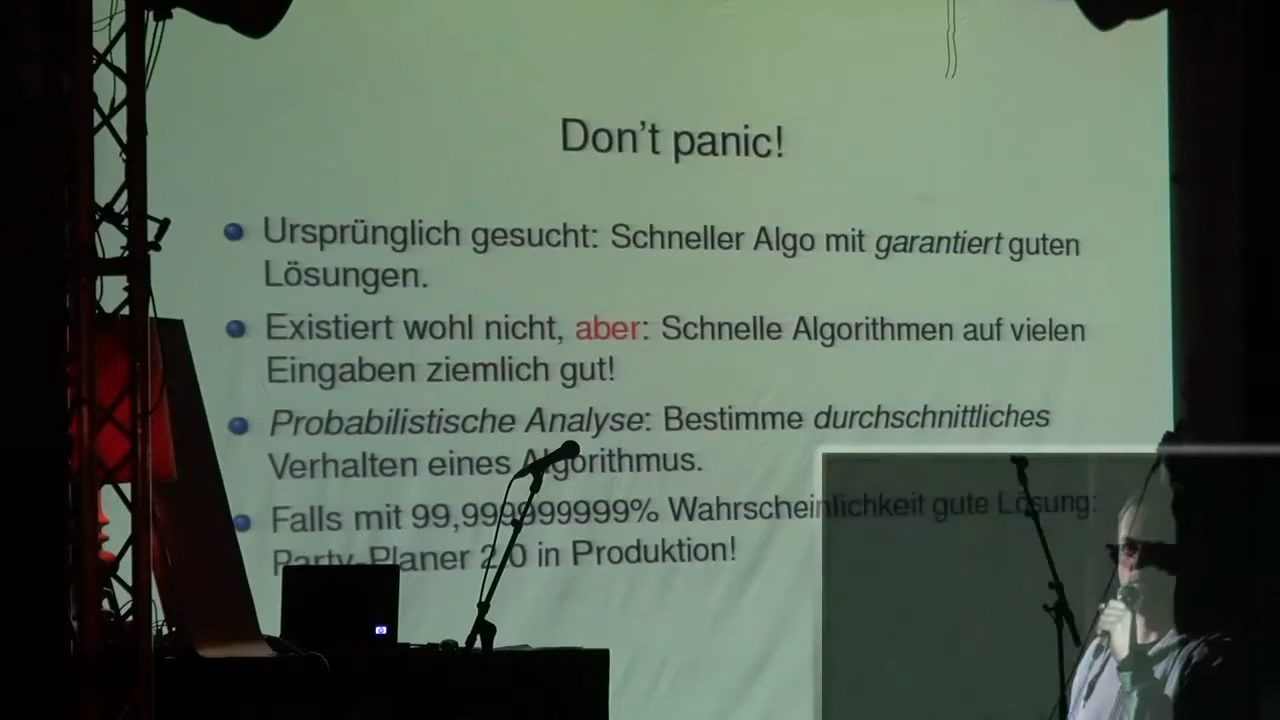 Don't panic!
Ursprünglich gesucht: Schneller Algo mit garantiert guten
Lösungen.
Existiert wohl nicht, aber: Schnelle Algorithmen auf vielen
Eingaben ziemlich gut!
Probabilistische Analyse: Bestimme durchschnittliches
Verhalten eines Algorithmus.
Falls mit 99,999999999% Wahrscheinlichkeit gute Lösung:
Party-Planer 2.0 in Produktion!